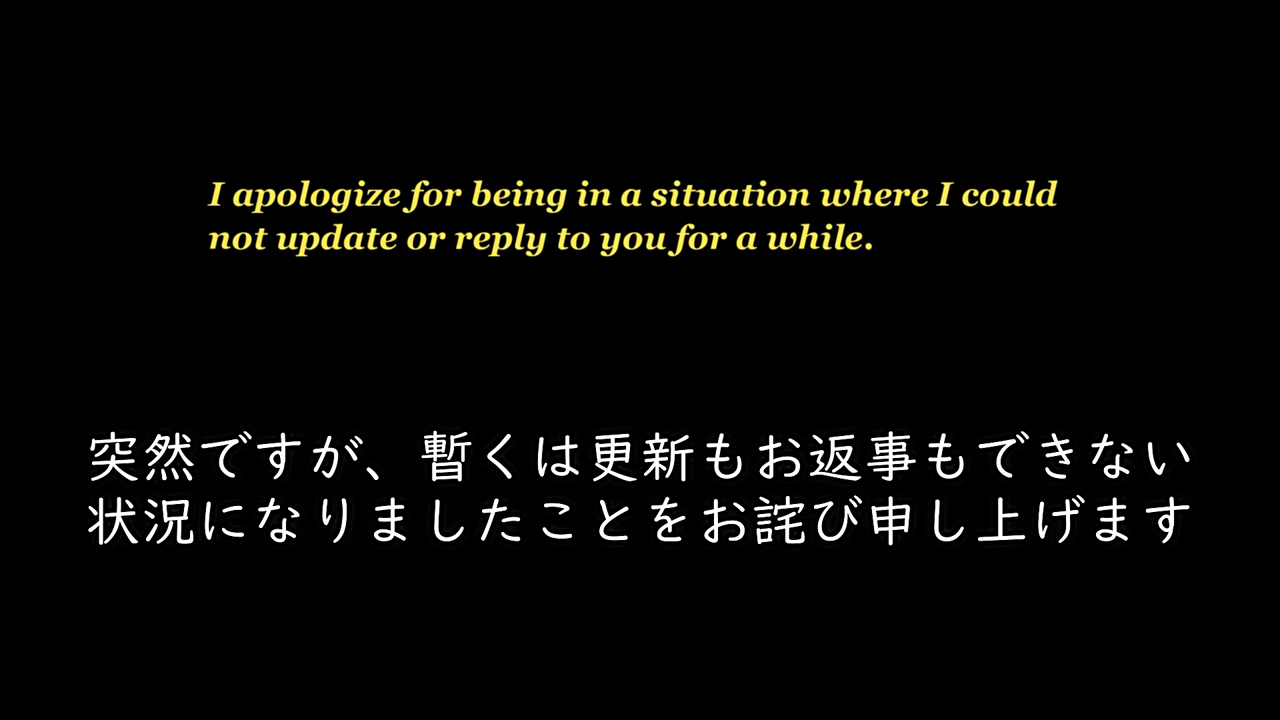 I apologize for being in a situation where I could
not update or reply to you for a while.
突然ですが、暫くは更新もお返事もできない
状況になりましたことをお詫び申し上げます